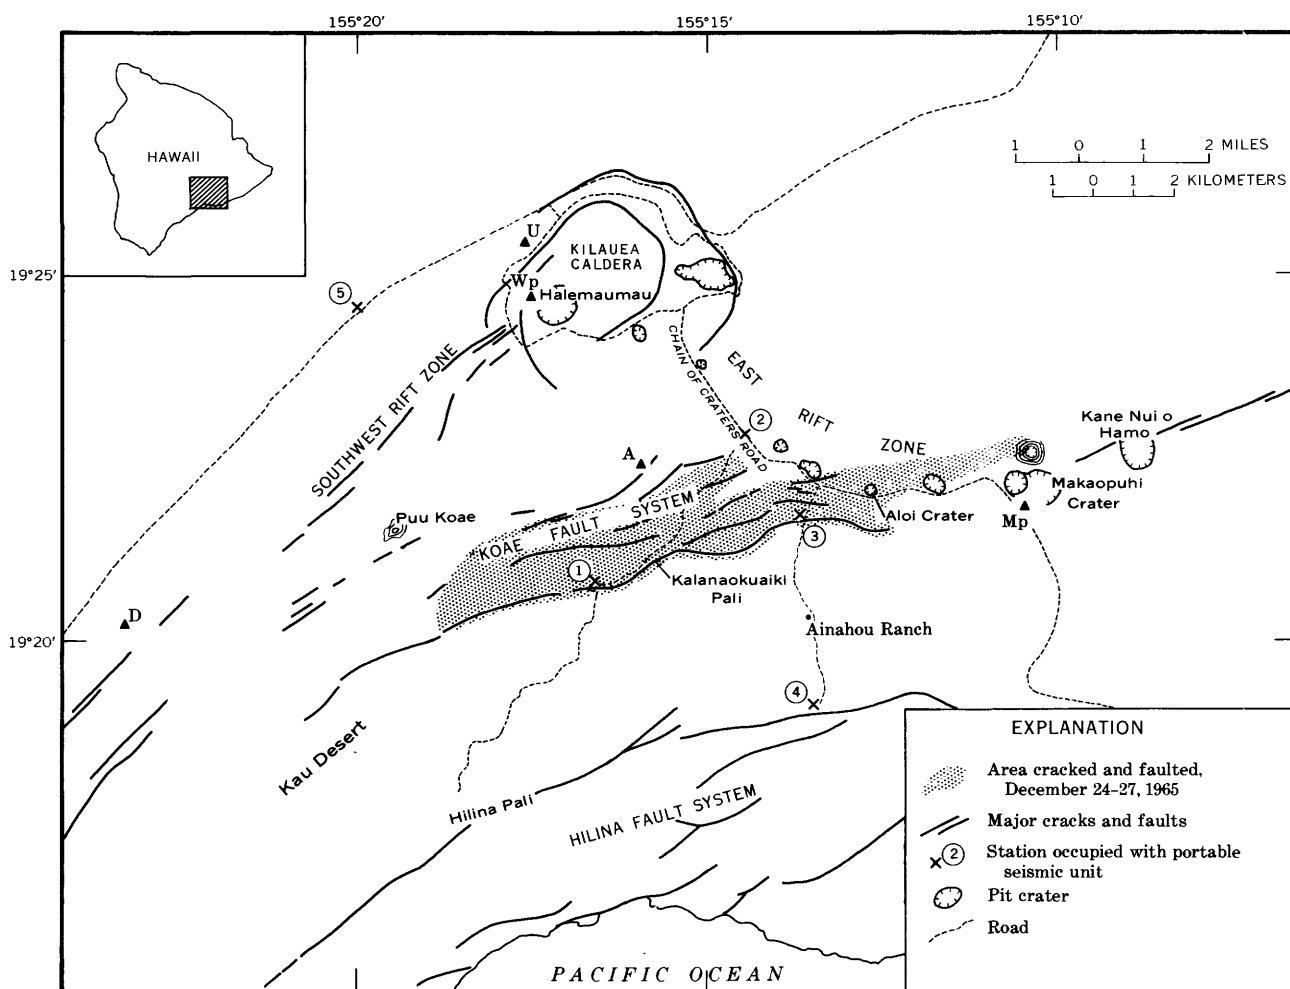 155°20′
155°15′
155°10′
HAWAII
1 0 1 2 MILES
1 0 1 2 KILOMETERS
U
KILAUEA
CALDERA
19°25′
Wp
Halemaumau
5
CHAIN OF CRATERS ROAD
EAST
RIFT
ZONE
SOUTHWEST RIFT ZONE
2
Kane Nui o
Hamo
A
Makaopuhi
Crater
Mp
Puu Koae
KOAE FAULT SYSTEM
Aloi Crater
3
1
Kalanaokuaiki
Pali
D
Ainahou Ranch
19°20′
4
Kau Desert
Hilina Pali
HILINA FAULT SYSTEM
PACIFIC OCEAN
EXPLANATION
Area cracked and faulted,
December 24–27, 1965
Major cracks and faults
2
Station occupied with portable
seismic unit
Pit crater
Road